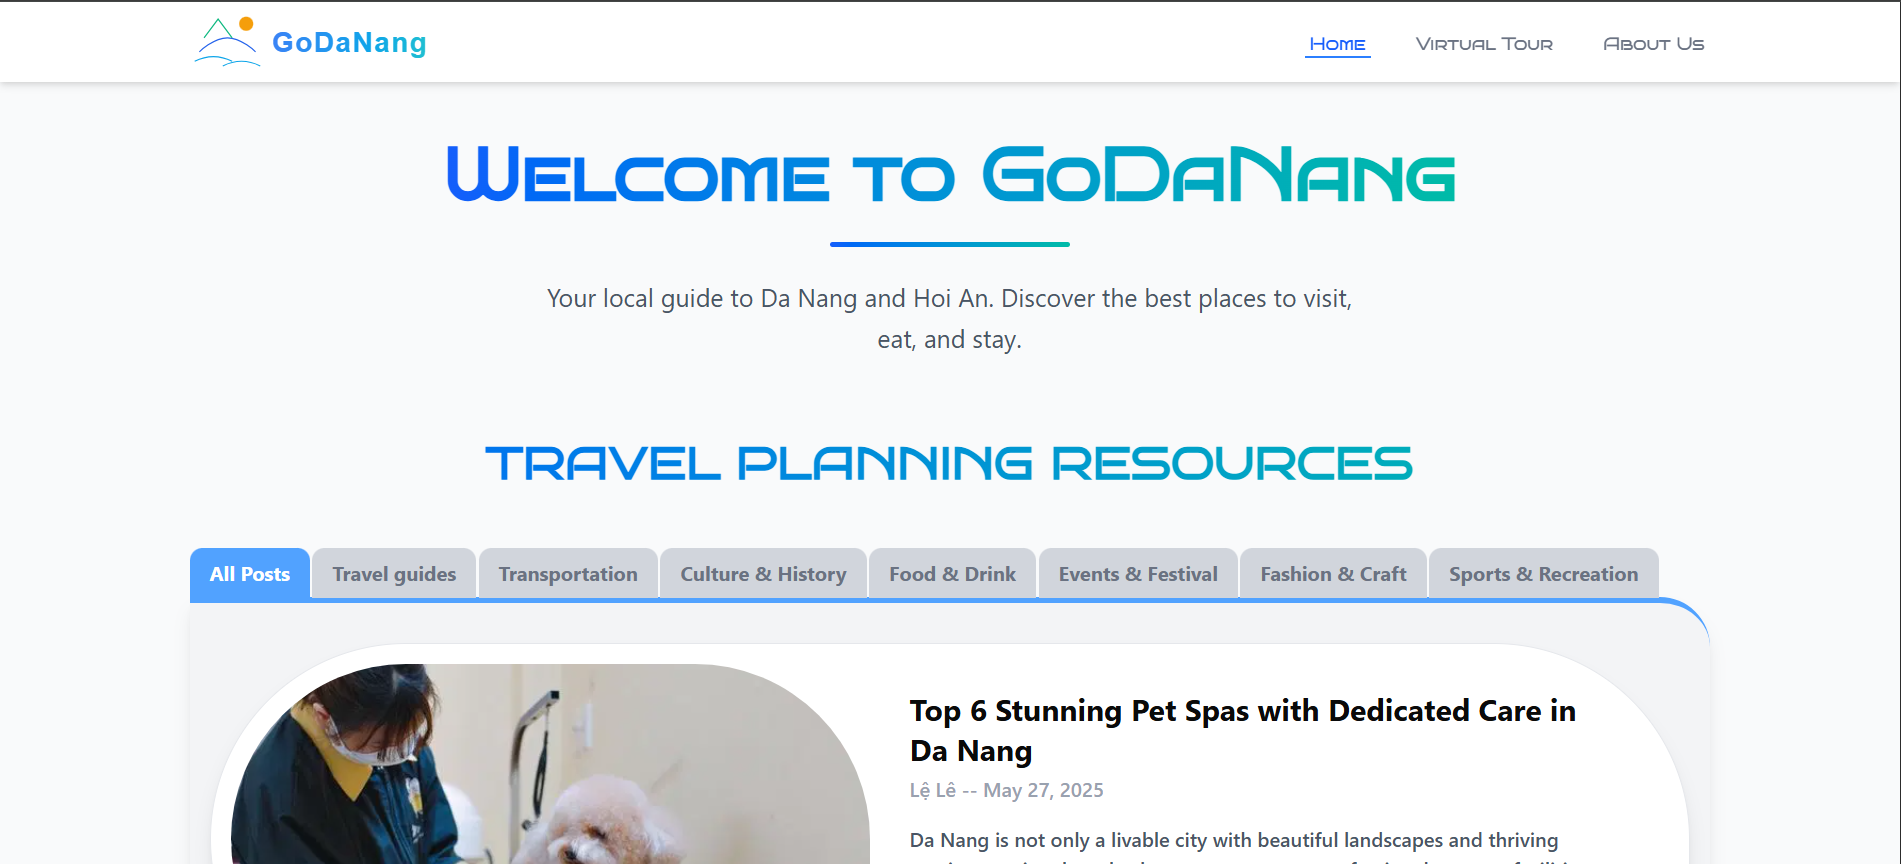 GoDaNang
Home
Virtual Tour
About Us
Welcome to GoDaNang
Your local guide to Da Nang and Hoi An. Discover the best places to visit,
eat, and stay.
TRAVEL PLANNING RESOURCES
All Posts
Travel guides
Transportation
Culture & History
Food & Drink
Events & Festival
Fashion & Craft
Sports & Recreation
Top 6 Stunning Pet Spas with Dedicated Care in
Da Nang
Lệ Lê -- May 27, 2025
Da Nang is not only a livable city with beautiful landscapes and thriving